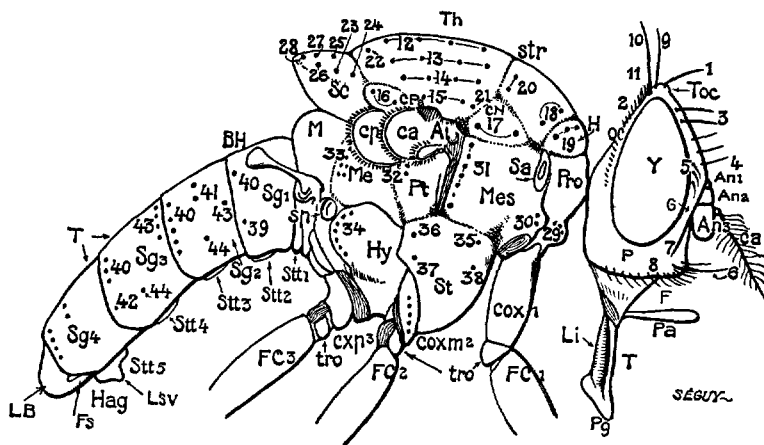 Th
10 9
23 24
28 27 25
26
22
12
str
13
14
16 CP 15
21 CN
17
20
18
19
H
11
1
Toc
2
3
Oc
Y
4
5
6
7
8
An1
An2
An3
Ca
P
F
Pa
Li
T
Pg
SÉGUY
Sc
M
cp
ca
BH
33
Me
32
Pt
31
Mes
Sa
Pro
30
29
40
Sg1
39
41
40
43
44
Sg2
Stt1
Stt2
Stt3
34
Hy
36
35
37
38
St
T
43
Sg3
40
42 44
Stt4
Sg4
Stt5
LB
Fs
Hag
Lsv
FC3
tro
cxp3
FC2
coxm2
tro
coxh
FC1